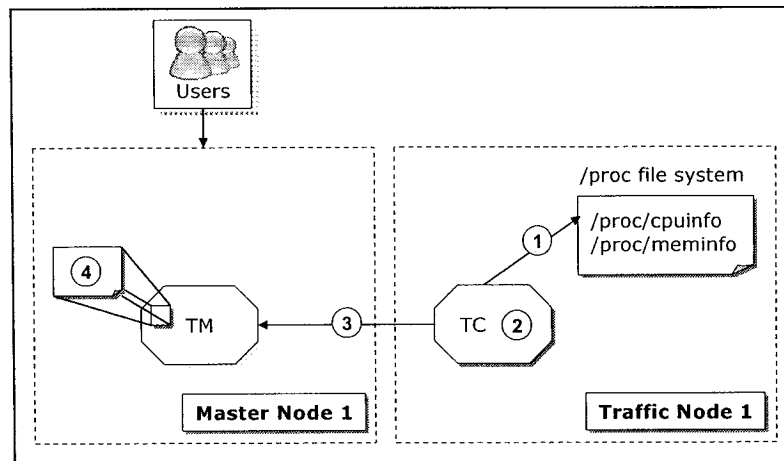 Users
/proc file system
/proc/cpuinfo
/proc/meminfo
1
4
TM
3
TC 2
Master Node 1
Traffic Node 1